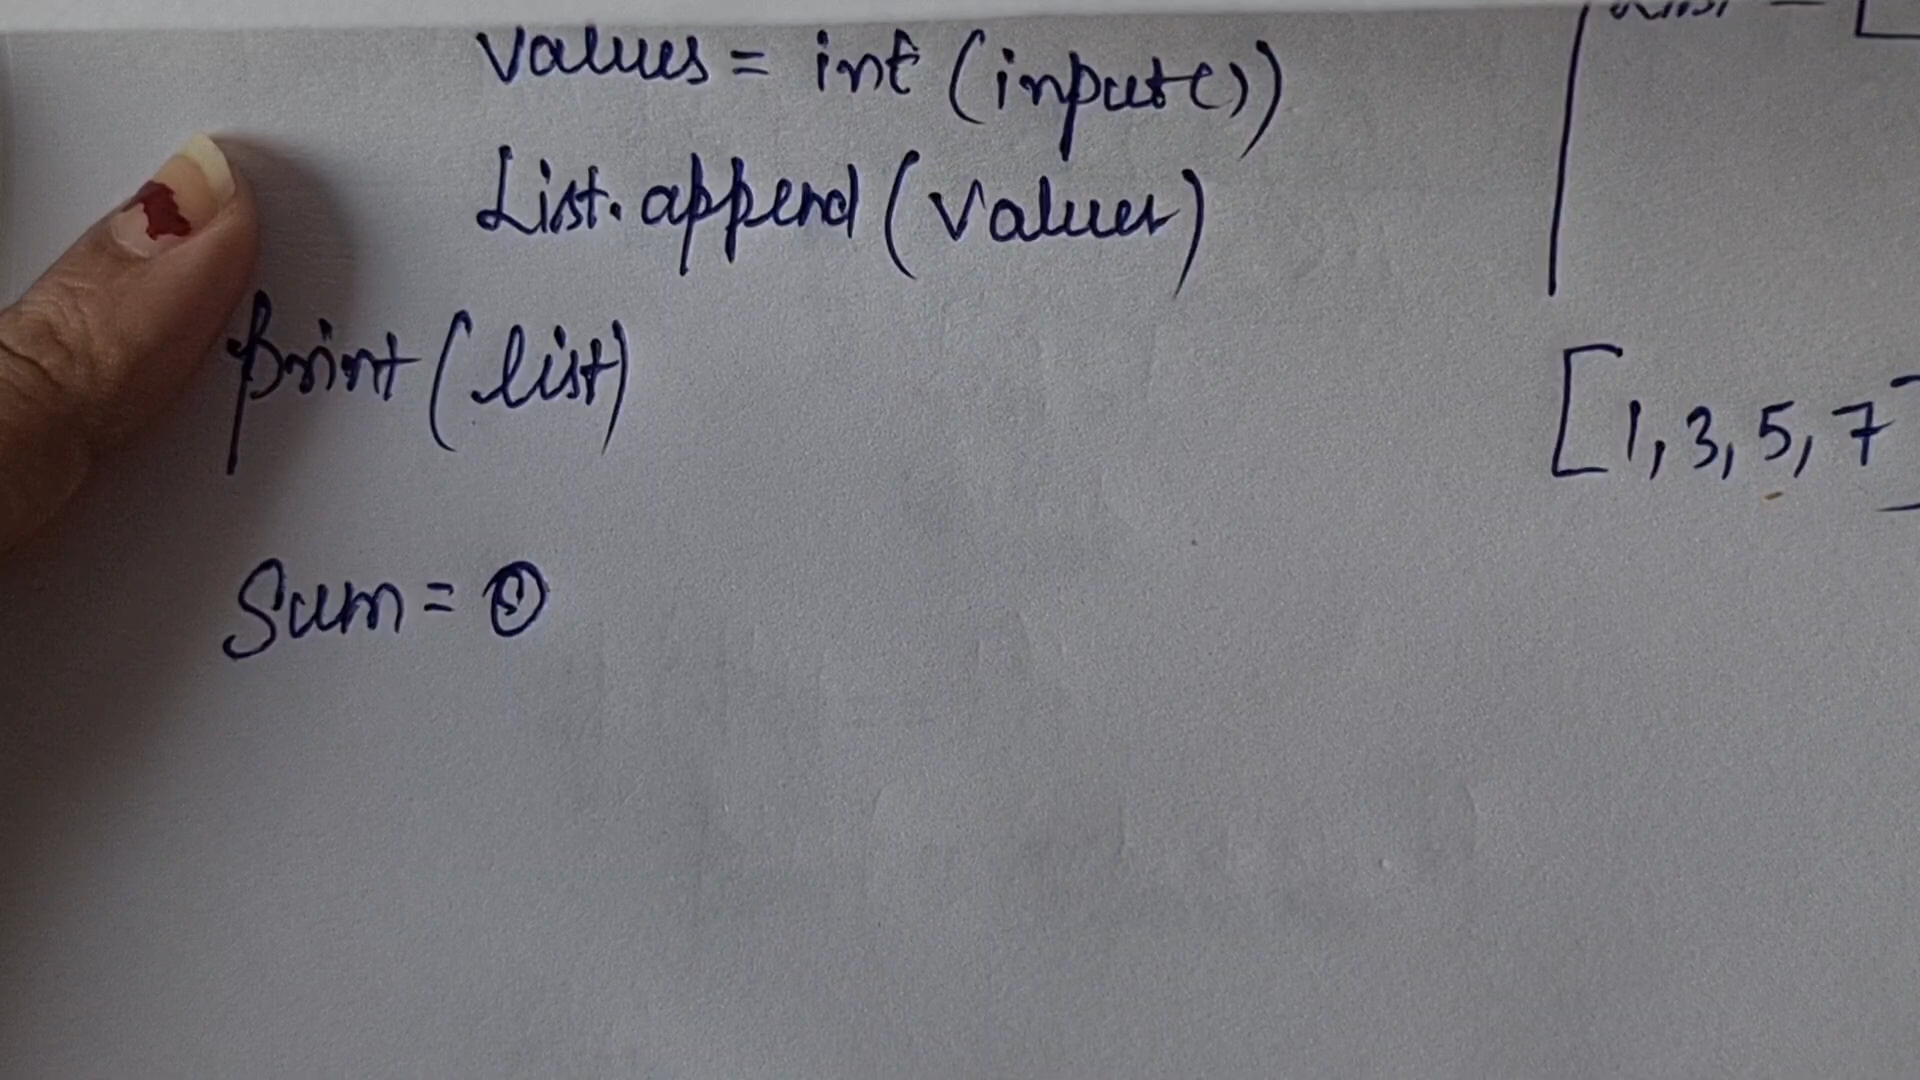 values = int (input())
List.append (values)
print (list)
[1, 3, 5, 7]
Sum = 0